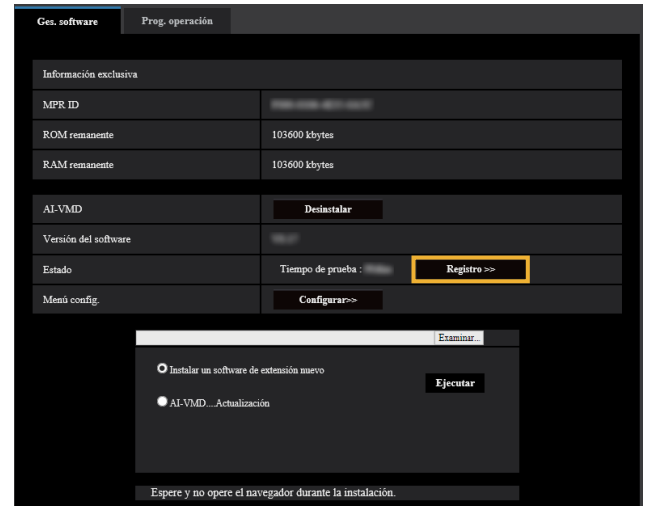 Ges. software Prog. operación
Información exclusiva
MPR ID
ROM remanente 103600 kbytes
RAM remanente 103600 kbytes
AI-VMD Desinstalar
Versión del software
Estado Tiempo de prueba : Registro >>
Menú config. Configurar>>
Examinar...
Instalar un software de extensión nuevo
Ejecutar
AI-VMD....Actualización
Espere y no opere el navegador durante la instalación.